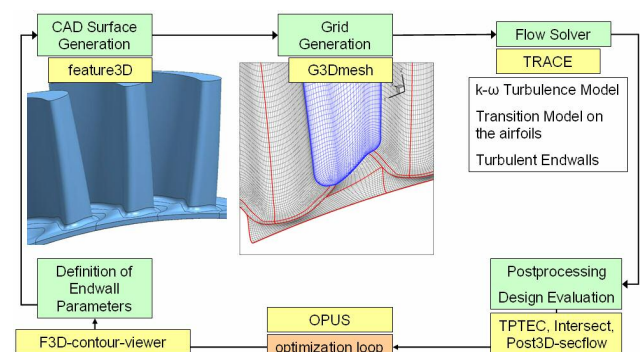 CAD Surface
Generation
feature3D
Grid
Generation
G3Dmesh
Flow Solver
TRACE
k-ω Turbulence Model
Transition Model on
the airfoils
Turbulent Endwalls
Definition of
Endwall
Parameters
F3D-contour-viewer
OPUS
optimization loop
Postprocessing
Design Evaluation
TPTEC, Intersect,
Post3D-secflow